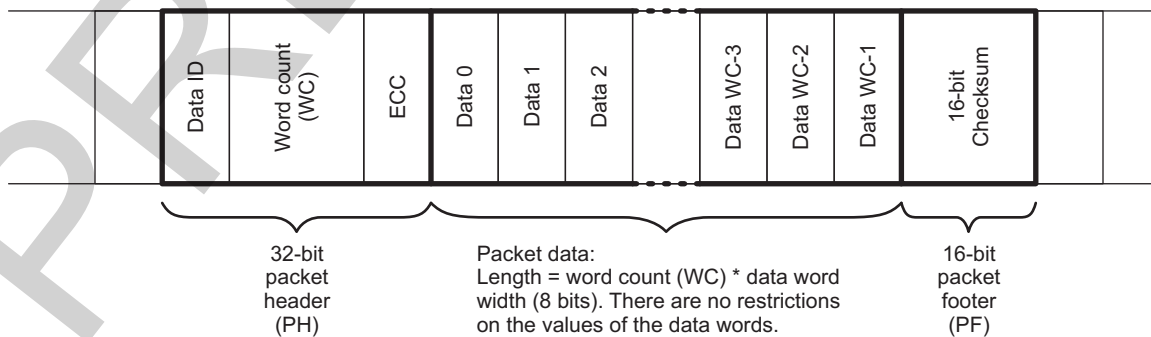 Data ID
Word count
(WC)
ECC
Data 0
Data 1
Data 2
Data WC-3
Data WC-2
Data WC-1
16-bit
Checksum
32-bit
packet
header
(PH)
Packet data:
Length = word count (WC) * data word
width (8 bits). There are no restrictions
on the values of the data words.
16-bit
packet
footer
(PF)